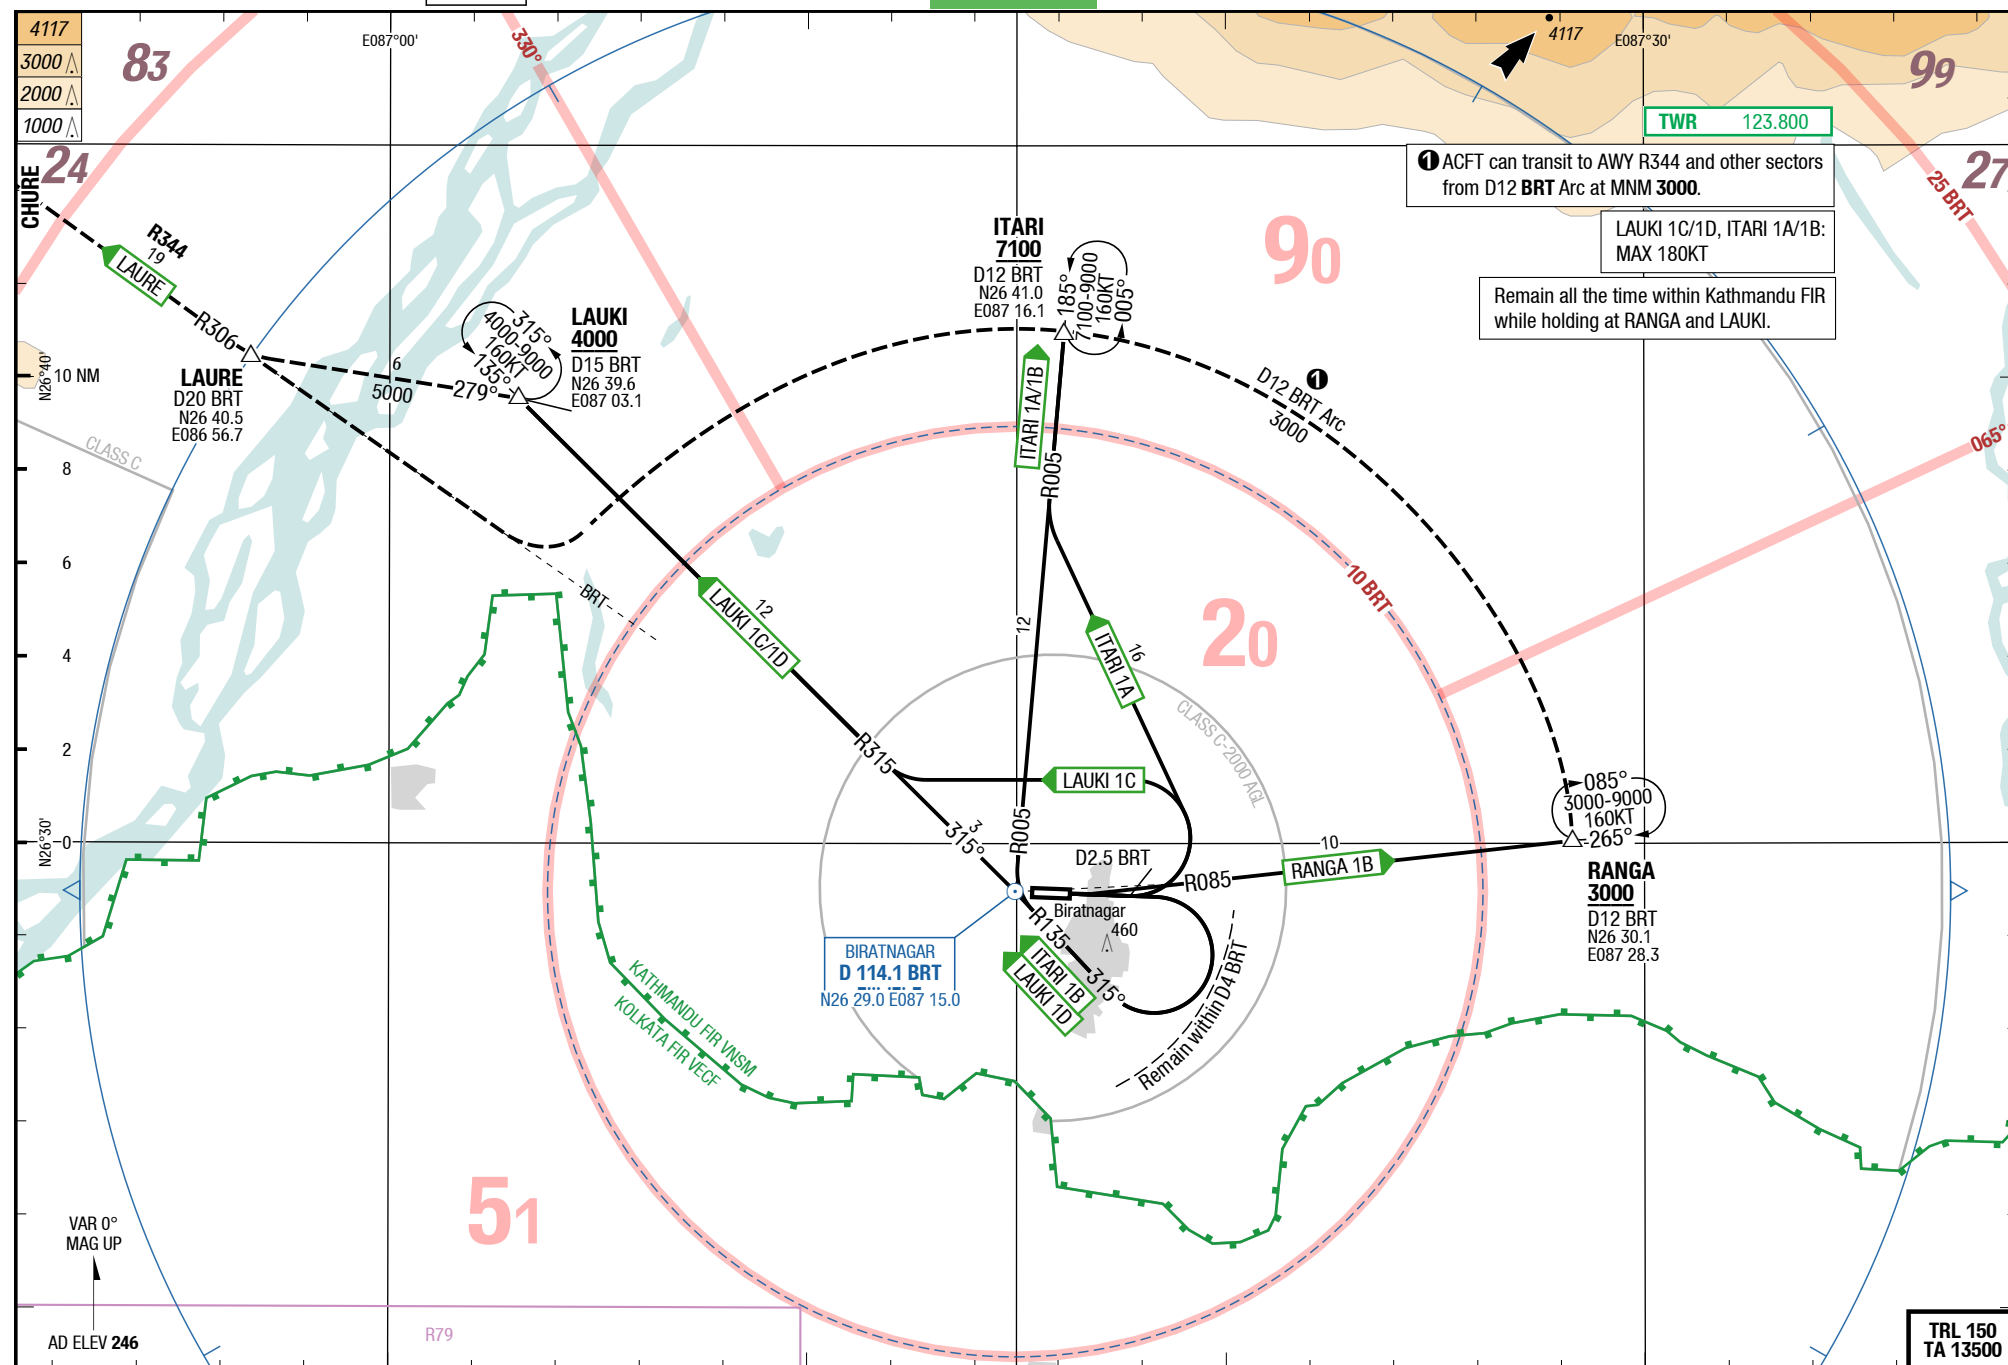 4117
3000
2000
1000
83
24
E087°00'
330°
4117
E087°30'
99
27
TWR 123.800
❶ ACFT can transit to AWY R344 and other sectors
from D12 BRT Arc at MNM 3000.
25 BRT
LAUKI 1C/1D, ITARI 1A/1B:
MAX 180KT
Remain all the time within Kathmandu FIR
while holding at RANGA and LAUKI.
CHURE
R344
19
LAURE
R306
LAURE
D20 BRT
N26 40.5
E086 56.7
6
5000
279°
315°
4000-9000
160KT
135°
LAUKI
4000
D15 BRT
N26 39.6
E087 03.1
ITARI
7100
D12 BRT
N26 41.0
E087 16.1
185°
7100-9000
160KT
005°
90
❶
D12 BRT Arc
3000
065°
N26°40'
10 NM
8
6
4
2
0
N26°30'
CLASS C
ITARI 1A/1B
R005
BRT
12
LAUKI 1C/1D
12
16
ITARI 1A
20
10 BRT
CLASS C-2000 AGL
R315
LAUKI 1C
3
315°
R005
D2.5 BRT
R085
10
RANGA 1B
085°
3000-9000
160KT
265°
RANGA
3000
D12 BRT
N26 30.1
E087 28.3
Biratnagar
460
R135
315°
ITARI 1B
LAUKI 1D
Remain within D4 BRT
BIRATNAGAR
D 114.1 BRT
N26 29.0 E087 15.0
KATHMANDU FIR VNSM
KOLKATA FIR VECF
51
VAR 0°
MAG UP
AD ELEV 246
R79
TRL 150
TA 13500